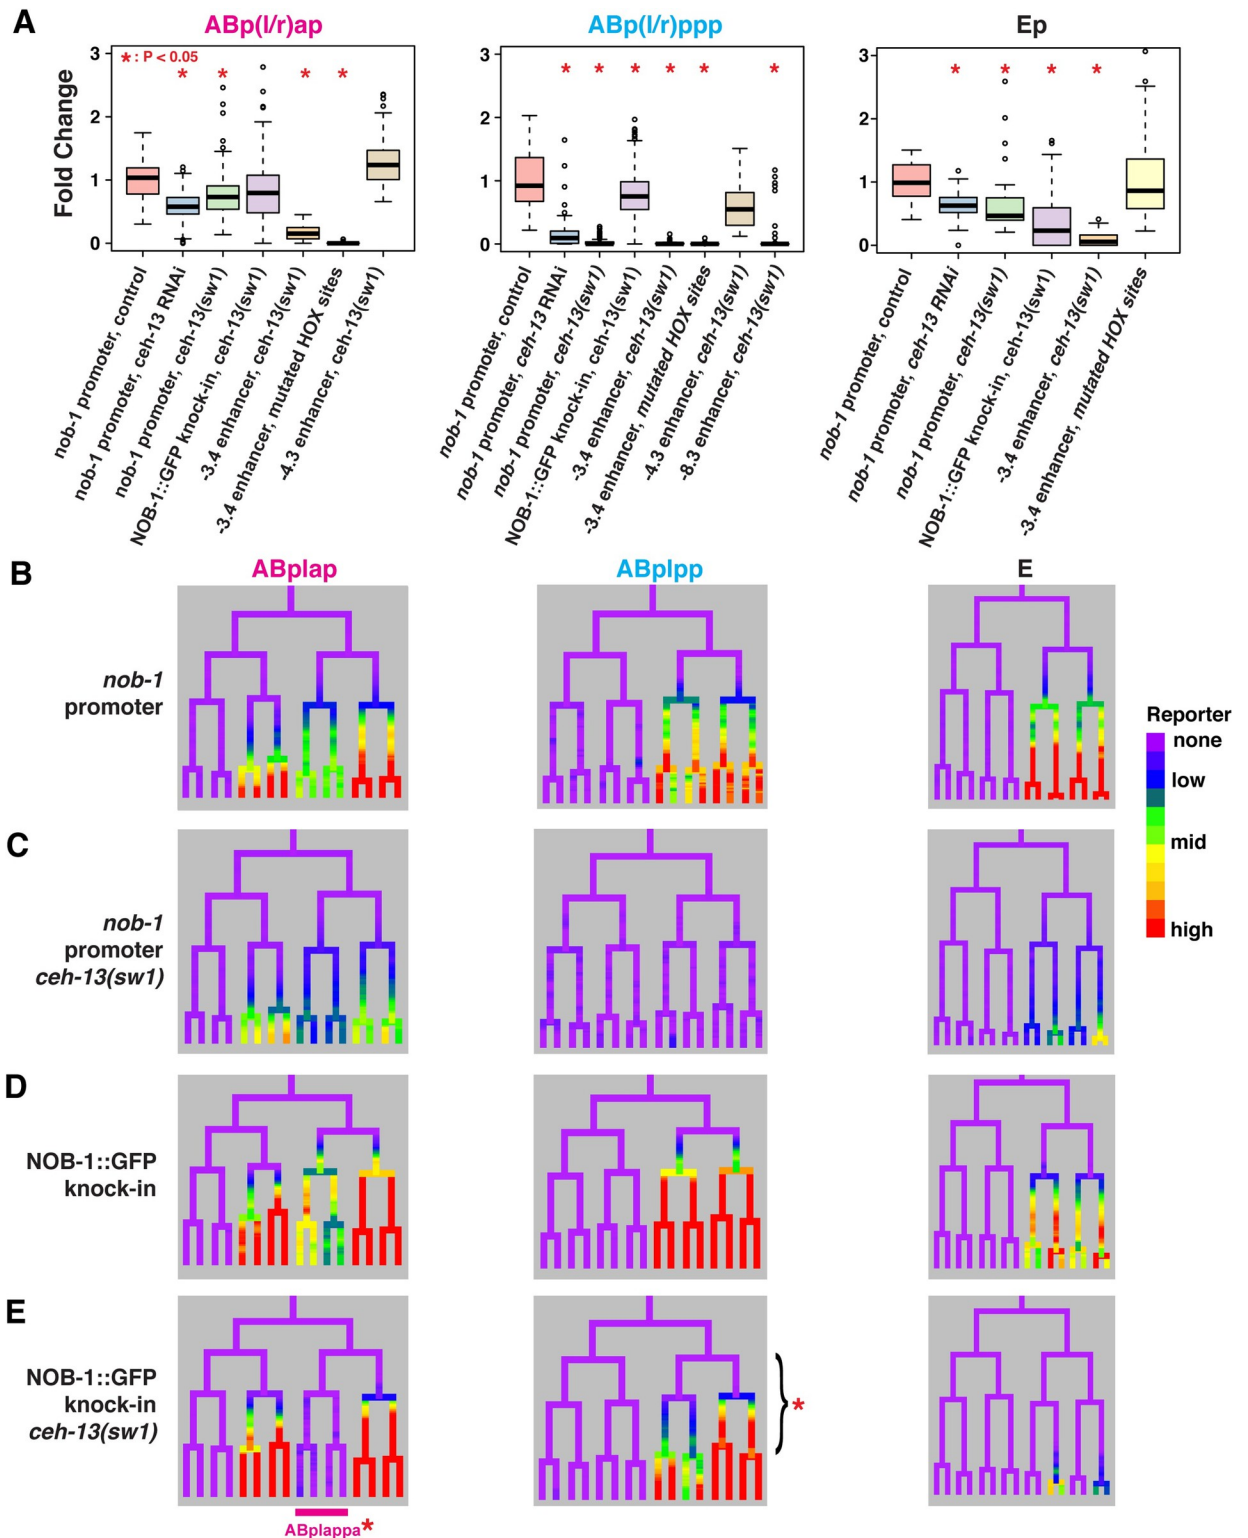 A
ABp(l/r)ap
ABp(l/r)ppp
Ep
Fold Change
3
2
1
0
*: P < 0.05
* * * *
nob-1 promoter, control
nob-1 promoter, ceh-13 RNAi
nob-1 promoter, ceh-13(sw1)
NOB-1::GFP knock-in, ceh-13(sw1)
-3.4 enhancer, ceh-13(sw1)
-3.4 enhancer, mutated HOX sites
-4.3 enhancer, ceh-13(sw1)
3
2
1
0
* * * * * *
nob-1 promoter, control
nob-1 promoter, ceh-13 RNAi
nob-1 promoter, ceh-13(sw1)
NOB-1::GFP knock-in, ceh-13(sw1)
-3.4 enhancer, ceh-13(sw1)
-3.4 enhancer, mutated HOX sites
-4.3 enhancer, ceh-13(sw1)
-8.3 enhancer, ceh-13(sw1)
3
2
1
0
* * * *
nob-1 promoter, control
nob-1 promoter, ceh-13 RNAi
nob-1 promoter, ceh-13(sw1)
NOB-1::GFP knock-in, ceh-13(sw1)
-3.4 enhancer, ceh-13(sw1)
-3.4 enhancer, mutated HOX sites
B
ABplap
ABplpp
E
nob-1
promoter
Reporter
none
low
mid
high
C
nob-1
promoter
ceh-13(sw1)
D
NOB-1::GFP
knock-in
E
NOB-1::GFP
knock-in
ceh-13(sw1)
*
ABplappa*